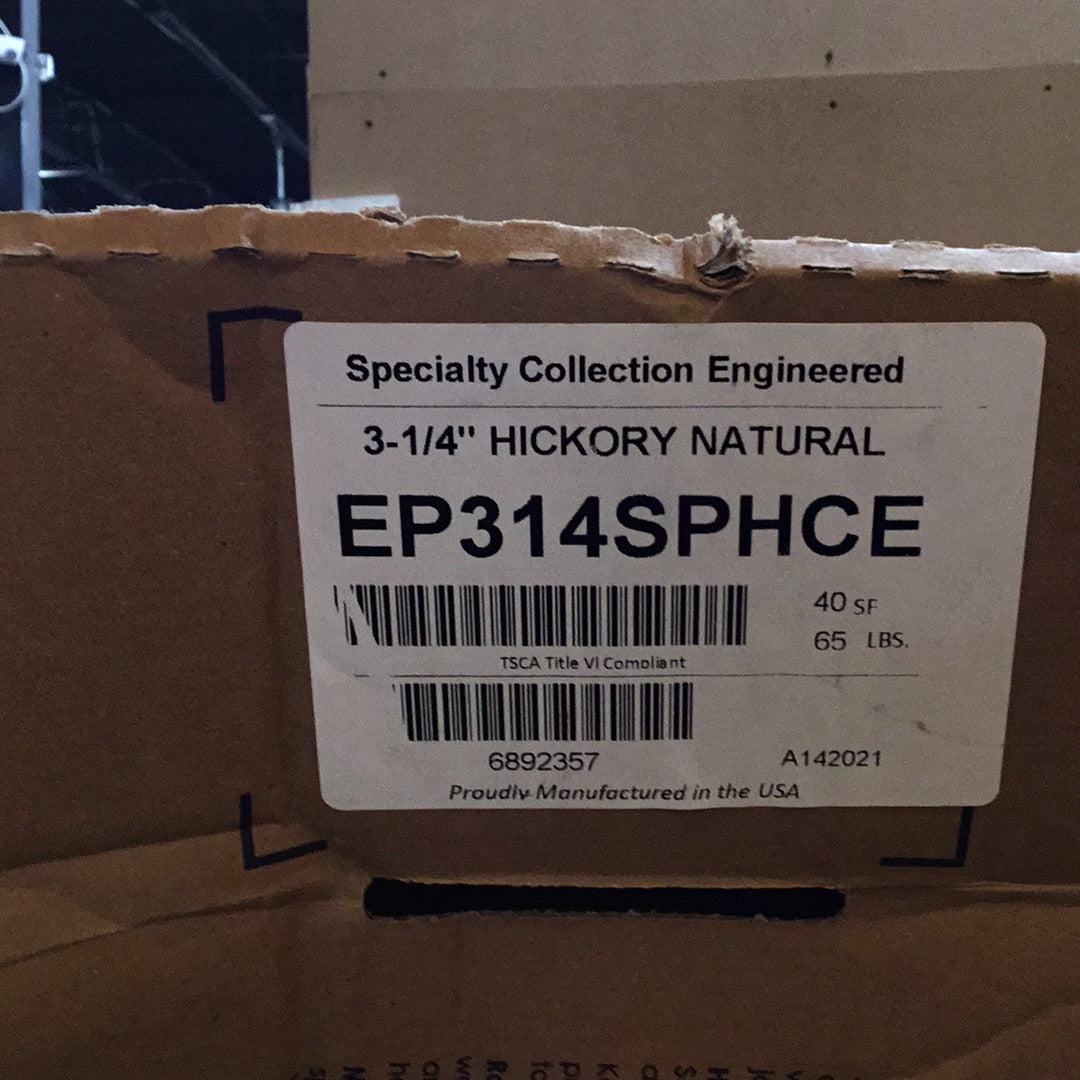 Specialty Collection Engineered
3-1/4" HICKORY NATURAL
EP314SPHCE
40 SF
65 LBS.
TSCA Title VI Compliant
6892357
A142021
Proudly Manufactured in the USA